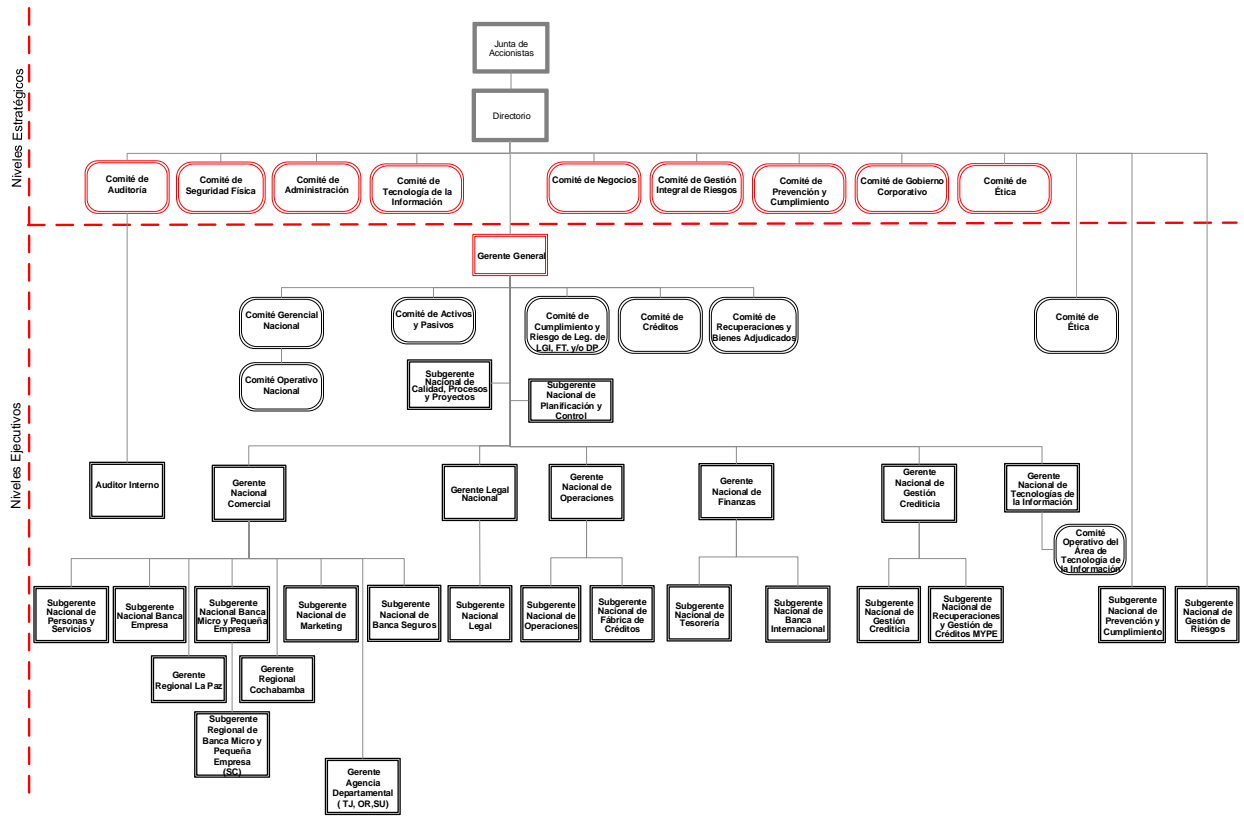 Junta de
Accionistas
Directorio
Niveles Estratégicos
Comité de
Auditoría
Comité de
Seguridad Física
Comité de
Administración
Comité de
Tecnología de la
Información
Comité de Negocios
Comité de Gestión
Integral de Riesgos
Comité de
Prevención y
Cumplimiento
Comité de Gobierno
Corporativo
Comité de
Ética
Gerente General
Niveles Ejecutivos
Comité Gerencial
Nacional
Comité de Activos
y Pasivos
Comité de
Cumplimiento y
Riesgo de Leg. de
LGI, FT. y/o DP
Comité de
Créditos
Comité de
Recuperaciones y
Bienes Adjudicados
Comité de
Ética
Comité Operativo
Nacional
Subgerente
Nacional de
Calidad, Procesos
y Proyectos
Subgerente
Nacional de
Planificación y
Control
Auditor Interno
Gerente
Nacional
Comercial
Gerente Legal
Nacional
Gerente
Nacional de
Operaciones
Gerente
Nacional de
Finanzas
Gerente
Nacional de
Gestión
Crediticia
Gerente
Nacional de
Tecnologías de
la Información
Comité
Operativo del
Área de
Tecnología de
la Información
Subgerente
Nacional de
Personas y
Servicios
Subgerente
Nacional Banca
Empresa
Subgerente
Nacional Banca
Micro y Pequeña
Empresa
Subgerente
Nacional de
Marketing
Subgerente
Nacional de
Banca Seguros
Subgerente
Nacional
Legal
Subgerente
Nacional de
Operaciones
Subgerente
Nacional de
Fábrica de
Créditos
Subgerente
Nacional de
Tesorería
Subgerente
Nacional de
Banca
Internacional
Subgerente
Nacional de
Gestión
Crediticia
Subgerente
Nacional de
Recuperaciones
y Gestión de
Créditos MYPE
Subgerente
Nacional de
Prevención y
Cumplimiento
Subgerente
Nacional de
Gestión de
Riesgos
Gerente
Regional La Paz
Gerente
Regional
Cochabamba
Subgerente
Regional de
Banca Micro y
Pequeña
Empresa
(SC)
Gerente
Agencia
Departamental
( TJ, OR,SU)